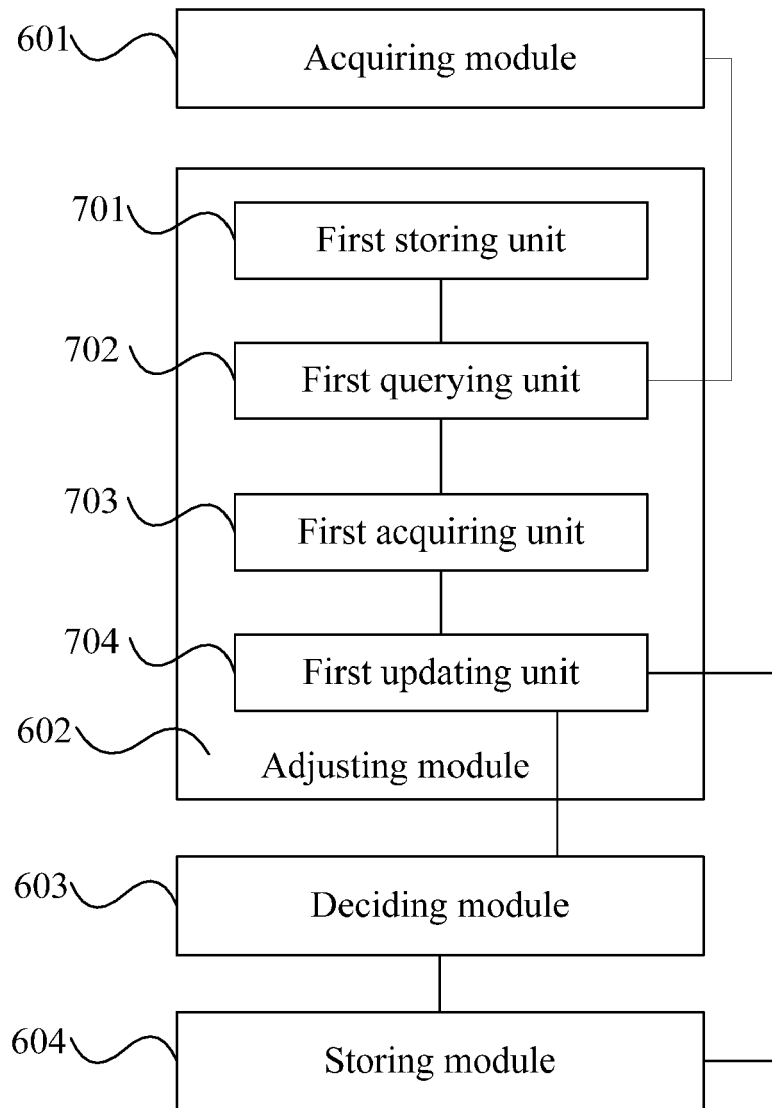 601
Acquiring module
701
First storing unit
702
First querying unit
703
First acquiring unit
704
First updating unit
602
Adjusting module
603
Deciding module
604
Storing module